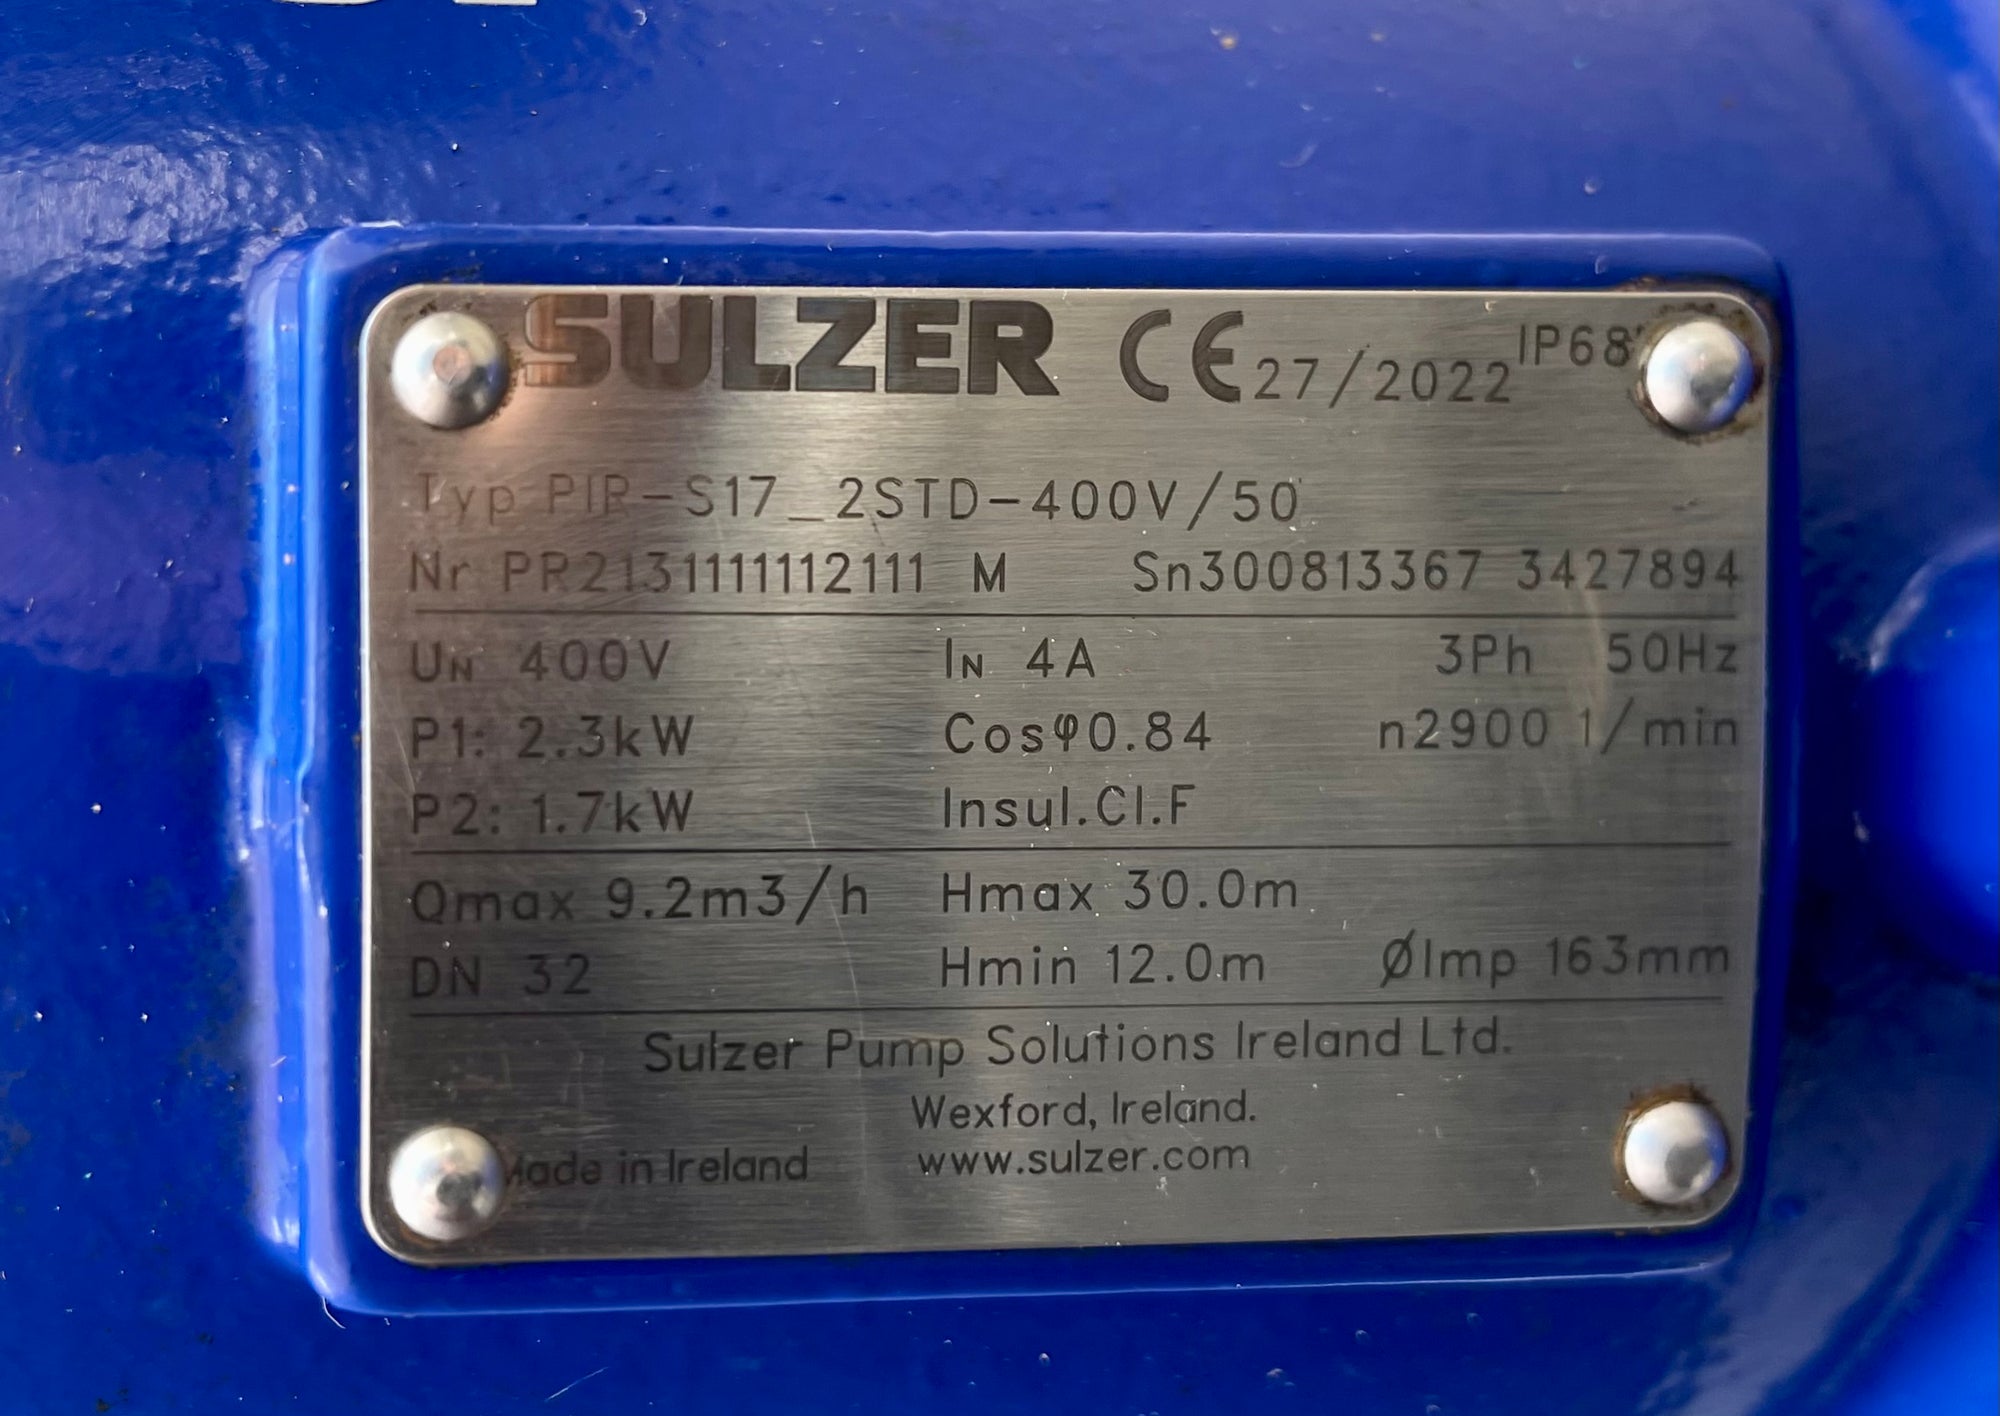 SULZER CE 27/2022 IP68
Typ PIR-S17_2STD-400V/50
Nr PR2131111112111 M Sn300813367 3427894
UN 400V IN 4A 3Ph 50Hz
P1: 2.3kW Cosφ0.84 n2900 1/min
P2: 1.7kW Insul.Cl.F
Qmax 9.2m3/h Hmax 30.0m
DN 32 Hmin 12.0m ØImp 163mm
Sulzer Pump Solutions Ireland Ltd.
Wexford, Ireland.
Made in Ireland www.sulzer.com